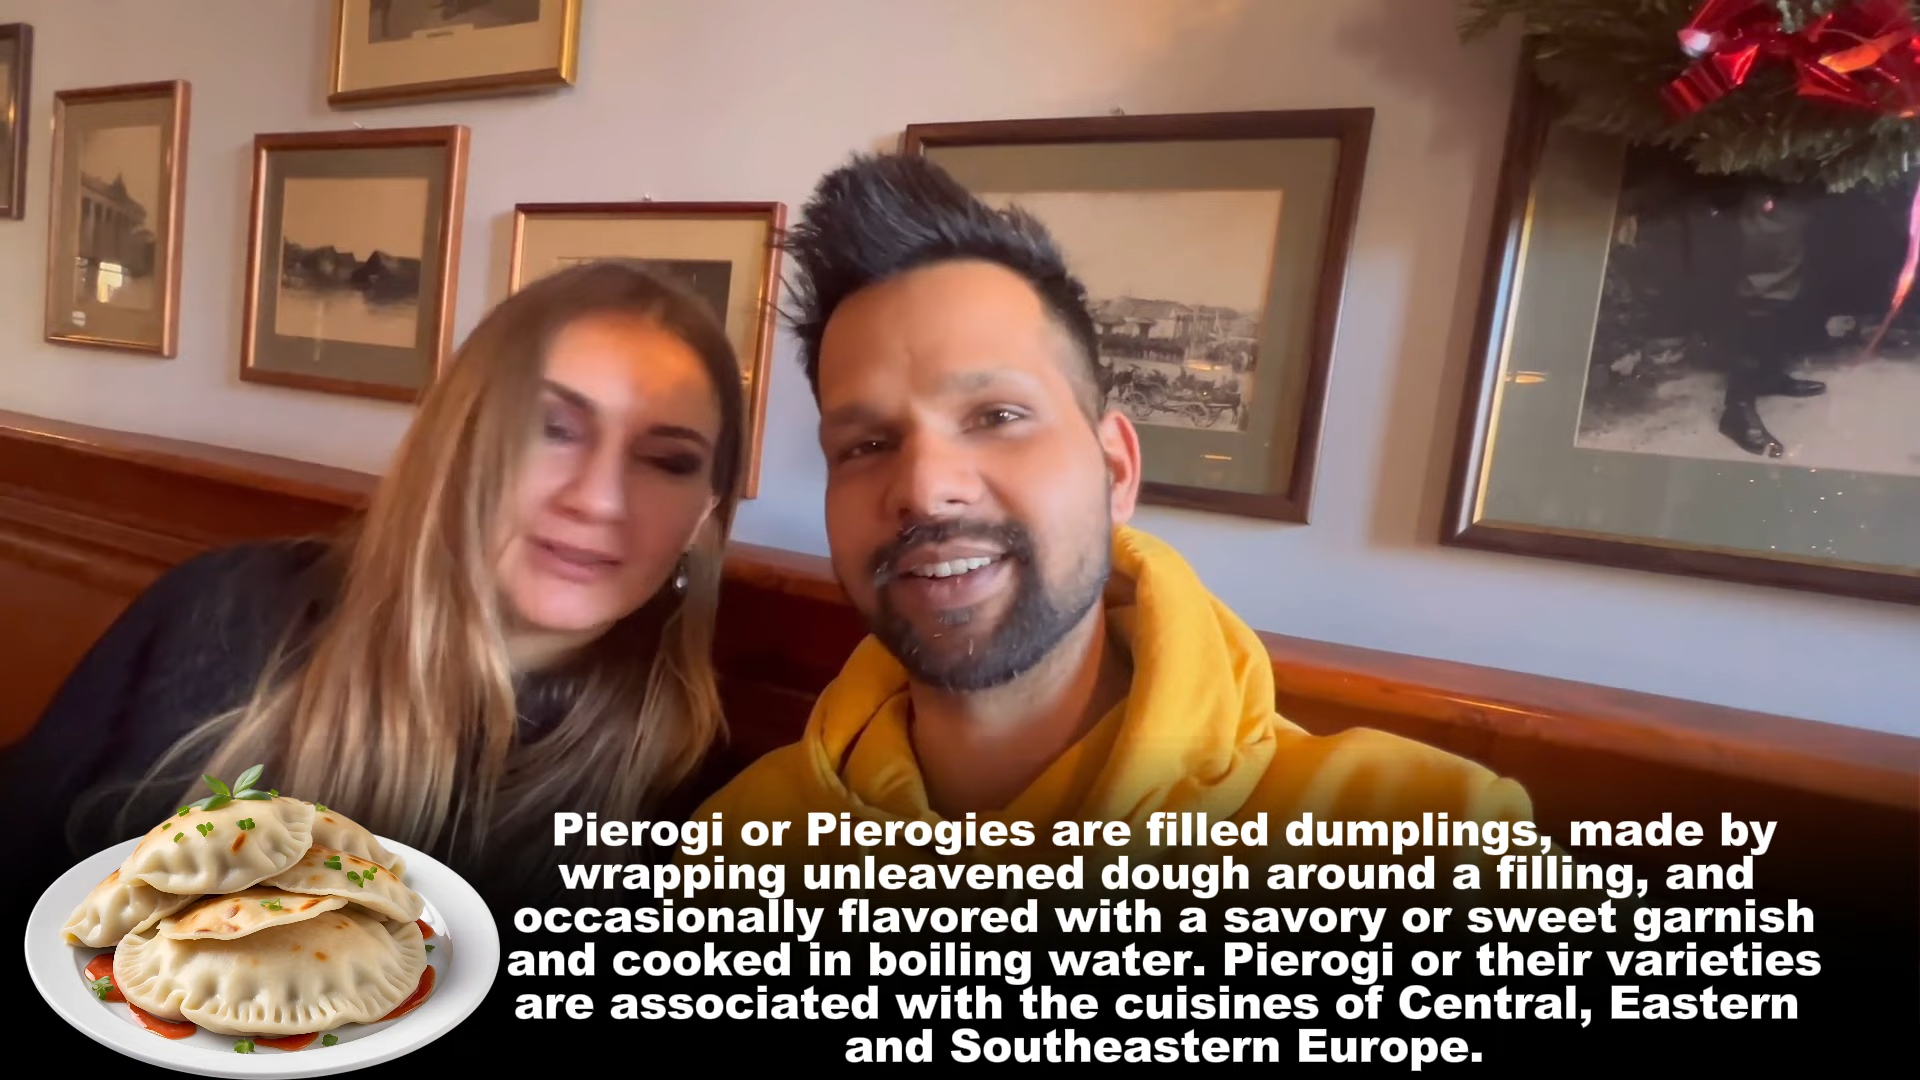 Pierogi or Pierogies are filled dumplings, made by
wrapping unleavened dough around a filling, and
occasionally flavored with a savory or sweet garnish
and cooked in boiling water. Pierogi or their varieties
are associated with the cuisines of Central, Eastern
and Southeastern Europe.